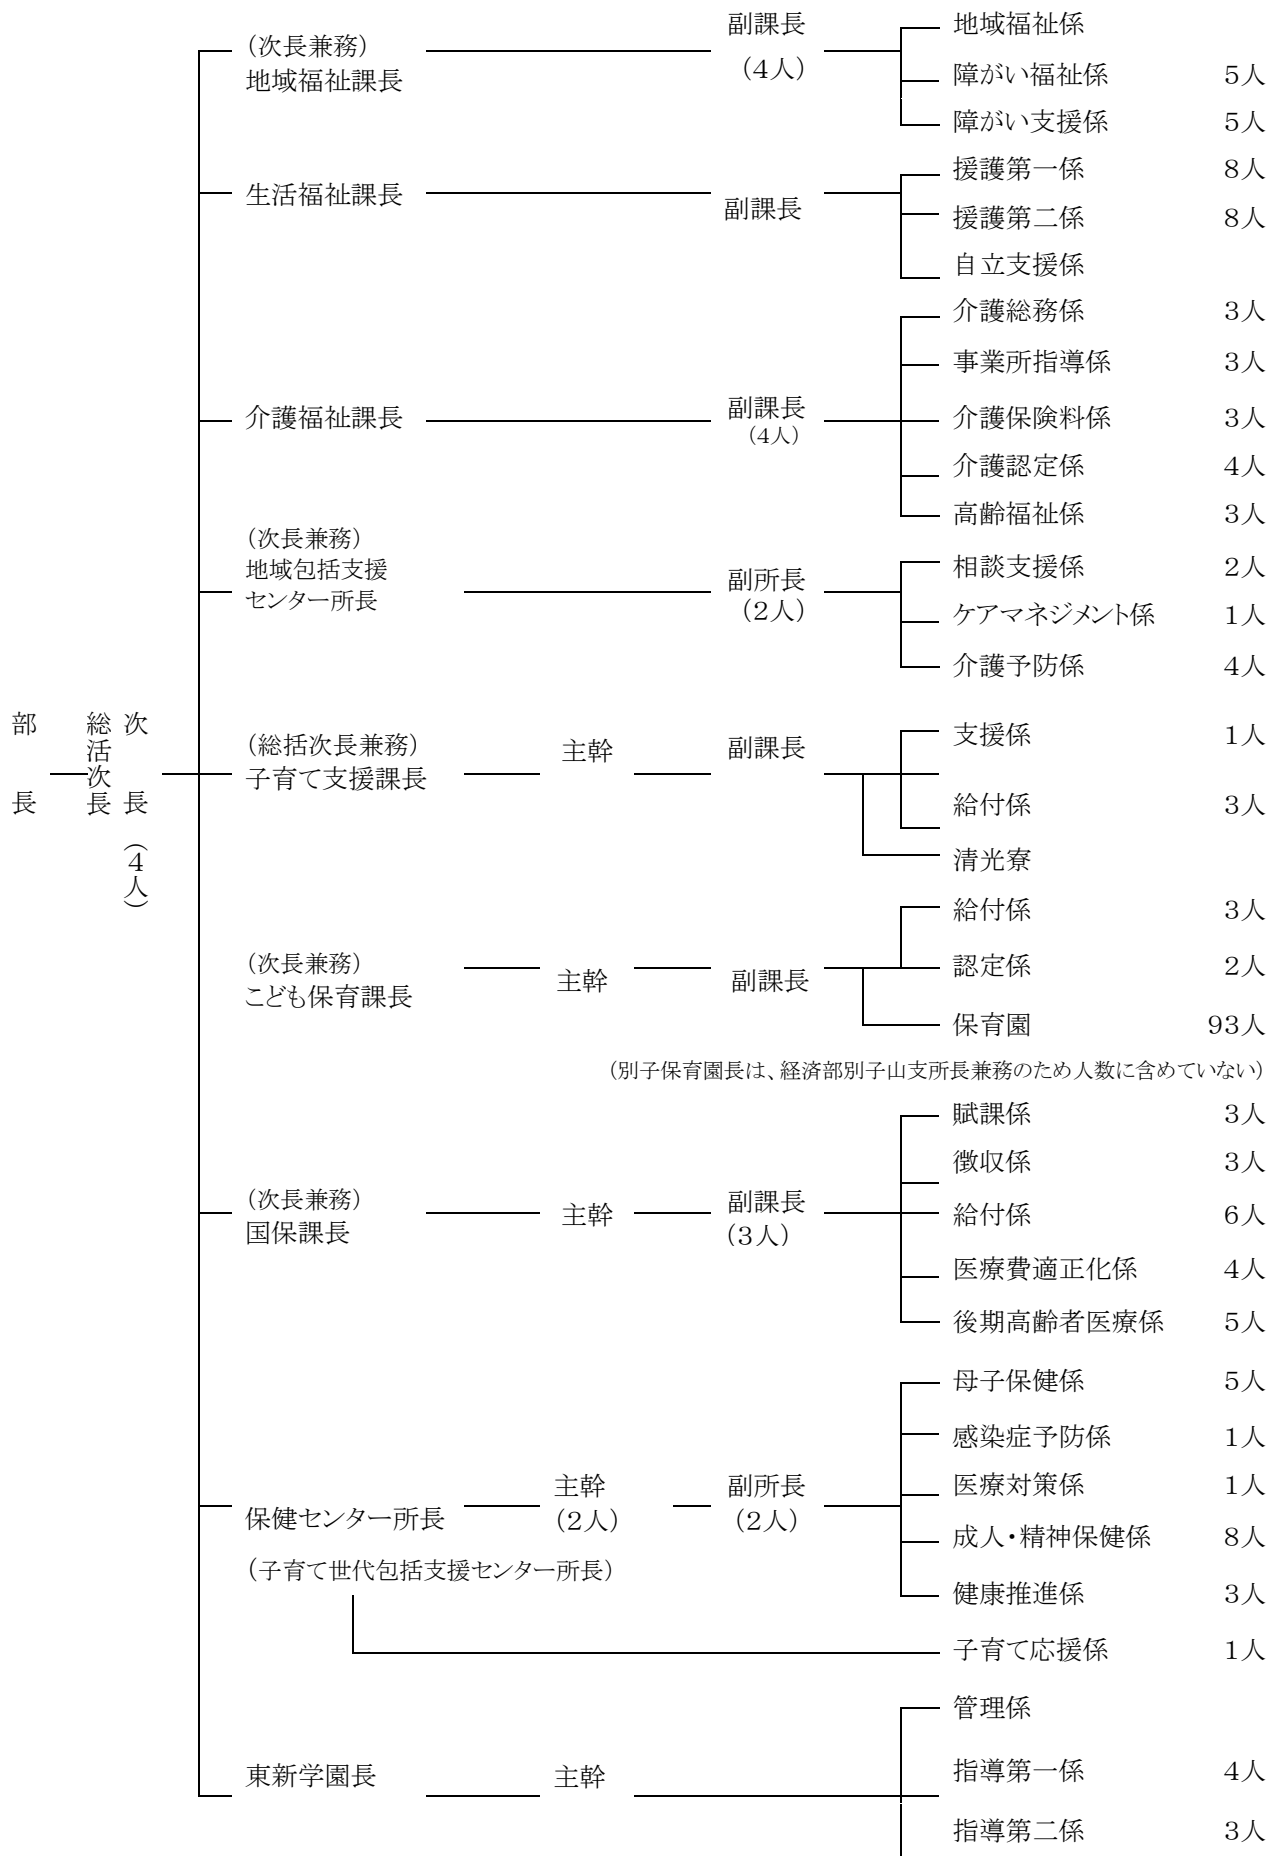 部長
総活次長
次長(4人)
(次長兼務)
地域福祉課長
副課長
(4人)
地域福祉係
障がい福祉係 5人
障がい支援係 5人
生活福祉課長
副課長
援護第一係 8人
援護第二係 8人
自立支援係
介護福祉課長
副課長
(4人)
介護総務係 3人
事業所指導係 3人
介護保険料係 3人
介護認定係 4人
高齢福祉係 3人
(次長兼務)
地域包括支援
センター所長
副所長
(2人)
相談支援係 2人
ケアマネジメント係 1人
介護予防係 4人
(総括次長兼務)
子育て支援課長
主幹
副課長
支援係 1人
給付係 3人
清光寮
(次長兼務)
こども保育課長
主幹
副課長
給付係 3人
認定係 2人
保育園 93人
(別子保育園長は、経済部別子山支所長兼務のため人数に含めていない)
(次長兼務)
国保課長
主幹
副課長
(3人)
賦課係 3人
徴収係 3人
給付係 6人
医療費適正化係 4人
後期高齢者医療係 5人
保健センター所長
(子育て世代包括支援センター所長)
主幹
(2人)
副所長
(2人)
母子保健係 5人
感染症予防係 1人
医療対策係 1人
成人・精神保健係 8人
健康推進係 3人
子育て応援係 1人
東新学園長
主幹
管理係
指導第一係 4人
指導第二係 3人